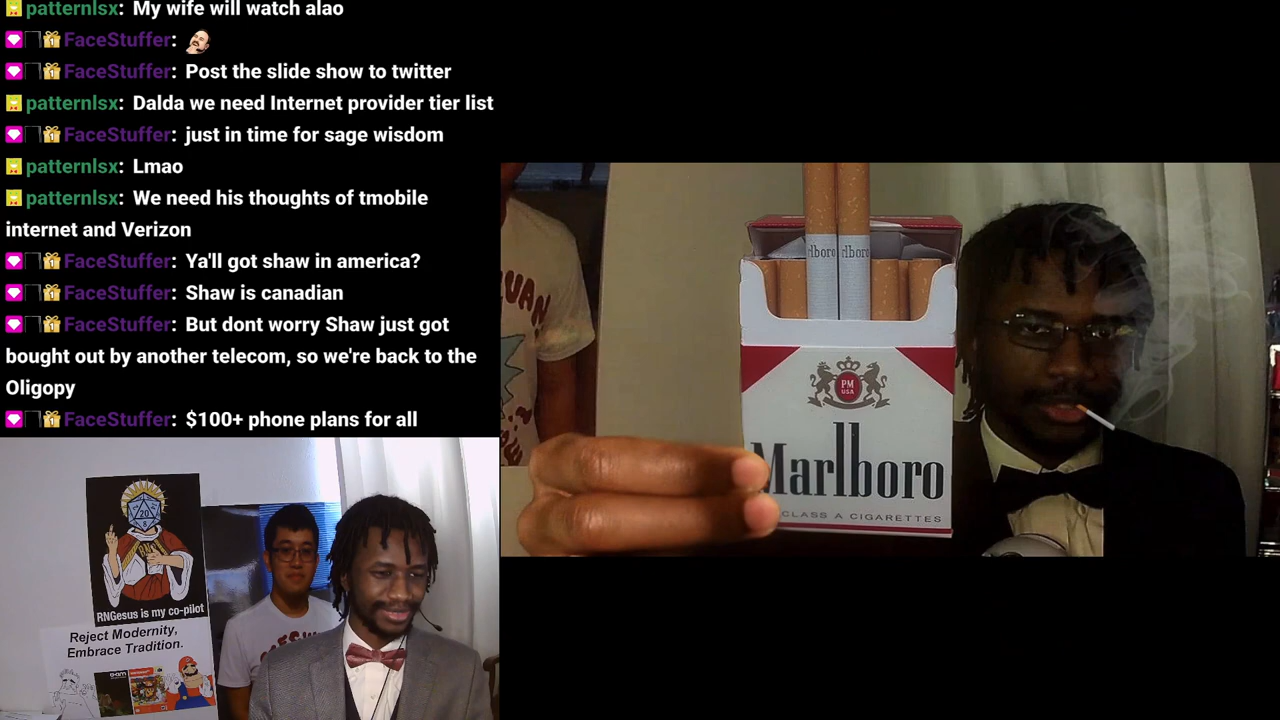 patternlsx: My wife will watch alao
FaceStuffer:
FaceStuffer: Post the slide show to twitter
patternlsx: Dalda we need Internet provider tier list
FaceStuffer: just in time for sage wisdom
patternlsx: Lmao
patternlsx: We need his thoughts of tmobile
internet and Verizon
FaceStuffer: Ya'll got shaw in america?
FaceStuffer: Shaw is canadian
FaceStuffer: But dont worry Shaw just got
bought out by another telecom, so we're back to the
Oligopy
FaceStuffer: $100+ phone plans for all
20
8
RNGesus is my co-pilot
Reject Modernity,
Embrace Tradition.
rlboro rlboro
PM
USA
Marlboro
CLASS A CIGARETTES